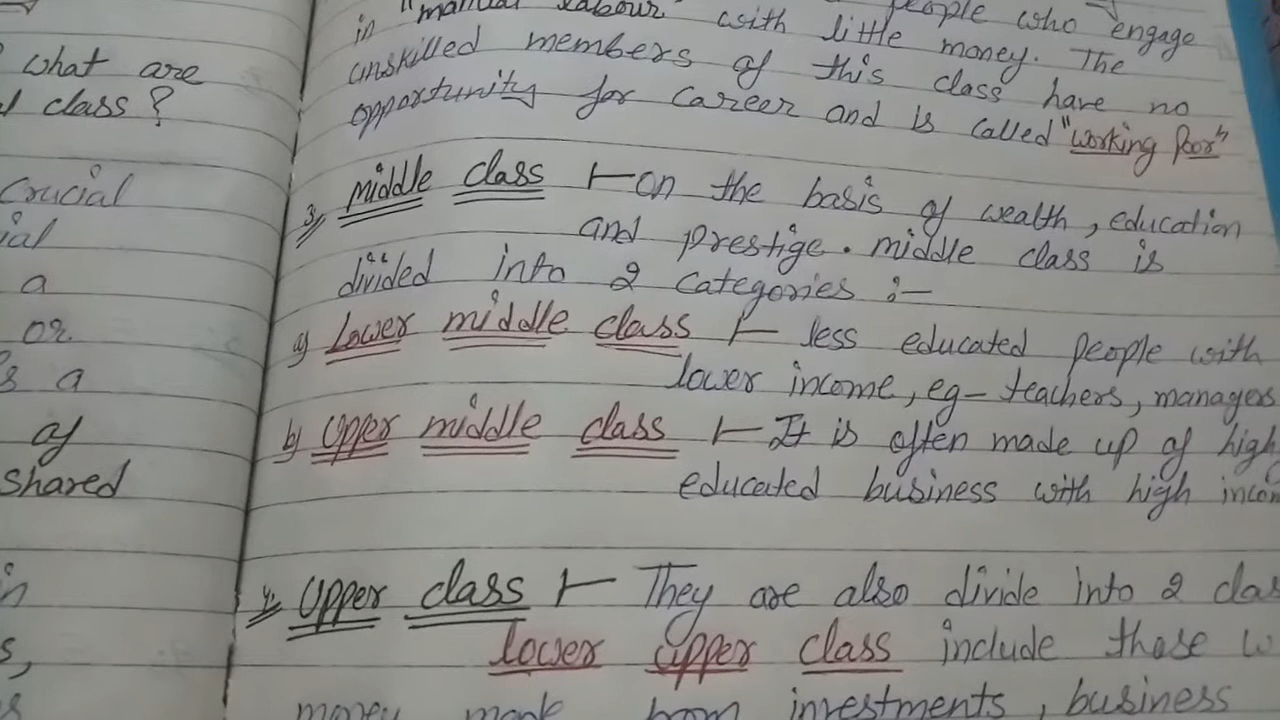 what are
class ?
Crucial
ial
a
or
a
of
shared
in "manual labour" with little people who engage
unskilled members of this money. The
opportunity for career and is class have no
called "working Poor"
3, middle class :- on the basis of wealth, education
and prestige. middle class is
divided into 2 categories :-
a) Lower middle class :- less educated people with
lower income, eg- teachers, managers
b) Upper middle class :- It is often made up of high
educated business with high incom
4, Upper class :- They are also divide into 2 clas
lower upper class include those w
money made from investments, business